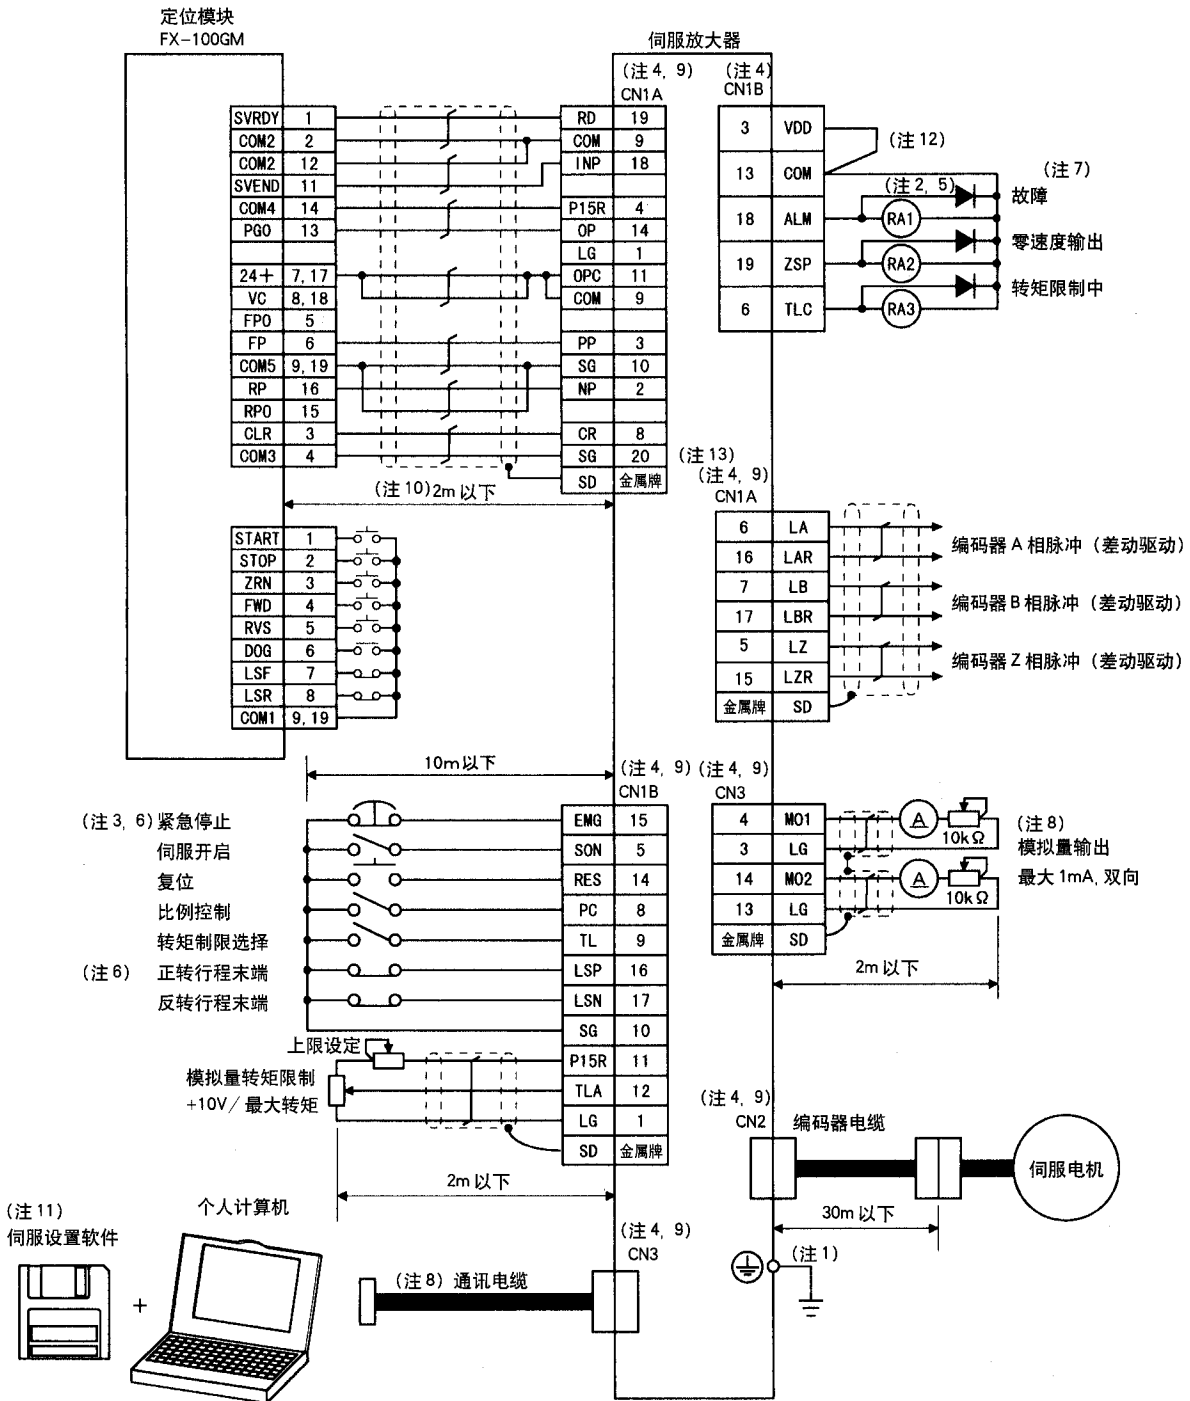 定位模块
FX-100GM
伺服放大器
(注4, 9)
CN1A
(注4)
CN1B
SVRDY 1
COM2 2
COM2 12
SVEND 11
COM4 14
PGO 13
24+ 7, 17
VC 8, 18
FPO 5
FP 6
COM5 9, 19
RP 16
RPO 15
CLR 3
COM3 4
RD 19
COM 9
INP 18
P15R 4
OP 14
LG 1
OPC 11
COM 9
PP 3
SG 10
NP 2
CR 8
SG 20
SD 金属牌
(注13)
3 VDD
13 COM
18 ALM
19 ZSP
6 TLC
(注12)
(注2, 5)
(注7)
RA1
RA2
RA3
故障
零速度输出
转矩限制中
(注10) 2m以下
START 1
STOP 2
ZRN 3
FWD 4
RVS 5
DOG 6
LSF 7
LSR 8
COM1 9, 19
(注4, 9)
CN1A
6 LA
16 LAR
7 LB
17 LBR
5 LZ
15 LZR
金属牌 SD
编码器A相脉冲(差动驱动)
编码器B相脉冲(差动驱动)
编码器Z相脉冲(差动驱动)
10m以下
(注4, 9)
CN1B
(注3, 6) 紧急停止
伺服开启
复位
比例控制
转矩制限选择
(注6) 正转行程末端
反转行程末端
EMG 15
SON 5
RES 14
PC 8
TL 9
LSP 16
LSN 17
SG 10
P15R 11
TLA 12
LG 1
SD 金属牌
上限设定
模拟量转矩限制
+10V/最大转矩
2m以下
(注4, 9)
CN3
4 MO1
3 LG
14 MO2
13 LG
金属牌 SD
A
10kΩ
A
10kΩ
(注8)
模拟量输出
最大1mA, 双向
2m以下
(注4, 9)
CN2
编码器电缆
伺服电机
30m以下
(注1)
(注11)
伺服设置软件
+
个人计算机
(注8) 通讯电缆
(注4, 9)
CN3